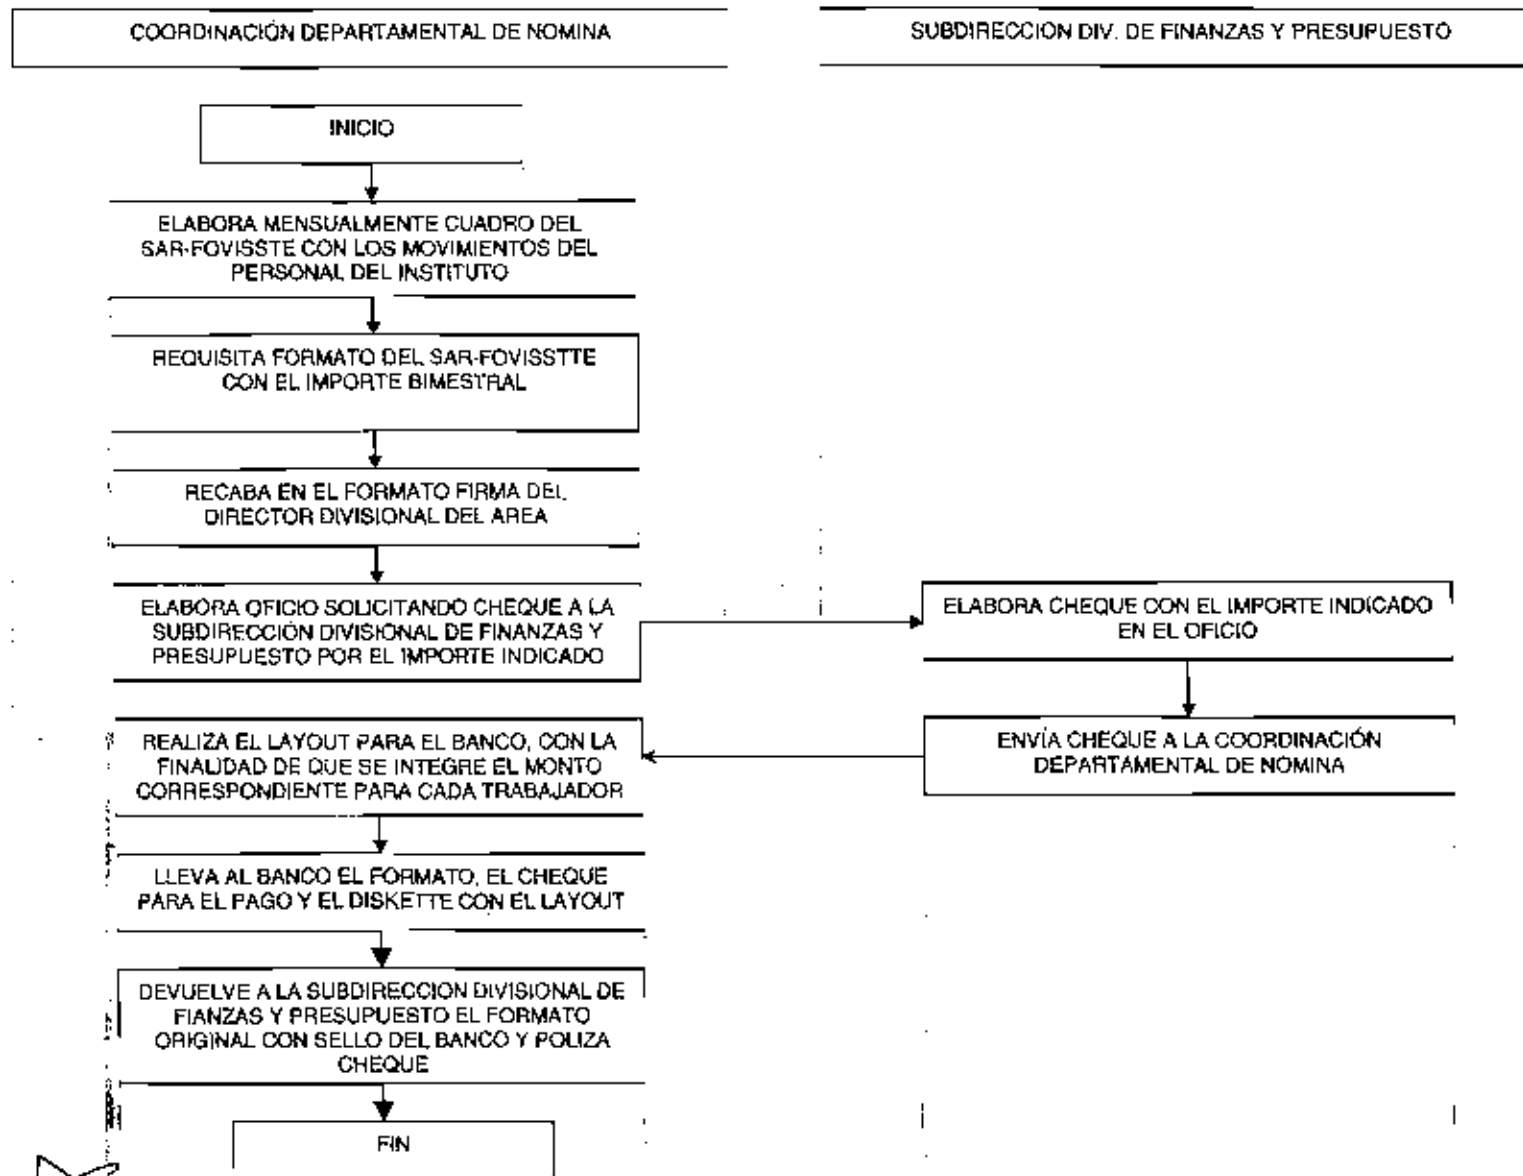 COORDINACIÓN DEPARTAMENTAL DE NOMINA
SUBDIRECCION DIV. DE FINANZAS Y PRESUPUESTO
INICIO
ELABORA MENSUALMENTE CUADRO DEL
SAR-FOVISSTE CON LOS MOVIMIENTOS DEL
PERSONAL DEL INSTITUTO
REQUISITA FORMATO DEL SAR-FOVISSTTE
CON EL IMPORTE BIMESTRAL
RECABA EN EL FORMATO FIRMA DEL
DIRECTOR DIVISIONAL DEL AREA
ELABORA OFICIO SOLICITANDO CHEQUE A LA
SUBDIRECCIÓN DIVISIONAL DE FINANZAS Y
PRESUPUESTO POR EL IMPORTE INDICADO
ELABORA CHEQUE CON EL IMPORTE INDICADO
EN EL OFICIO
ENVÍA CHEQUE A LA COORDINACIÓN
DEPARTAMENTAL DE NOMINA
REALIZA EL LAYOUT PARA EL BANCO, CON LA
FINALIDAD DE QUE SE INTEGRE EL MONTO
CORRESPONDIENTE PARA CADA TRABAJADOR
LLEVA AL BANCO EL FORMATO, EL CHEQUE
PARA EL PAGO Y EL DISKETTE CON EL LAYOUT
DEVUELVE A LA SUBDIRECCION DIVISIONAL DE
FIANZAS Y PRESUPUESTO EL FORMATO
ORIGINAL CON SELLO DEL BANCO Y POLIZA
CHEQUE
FIN